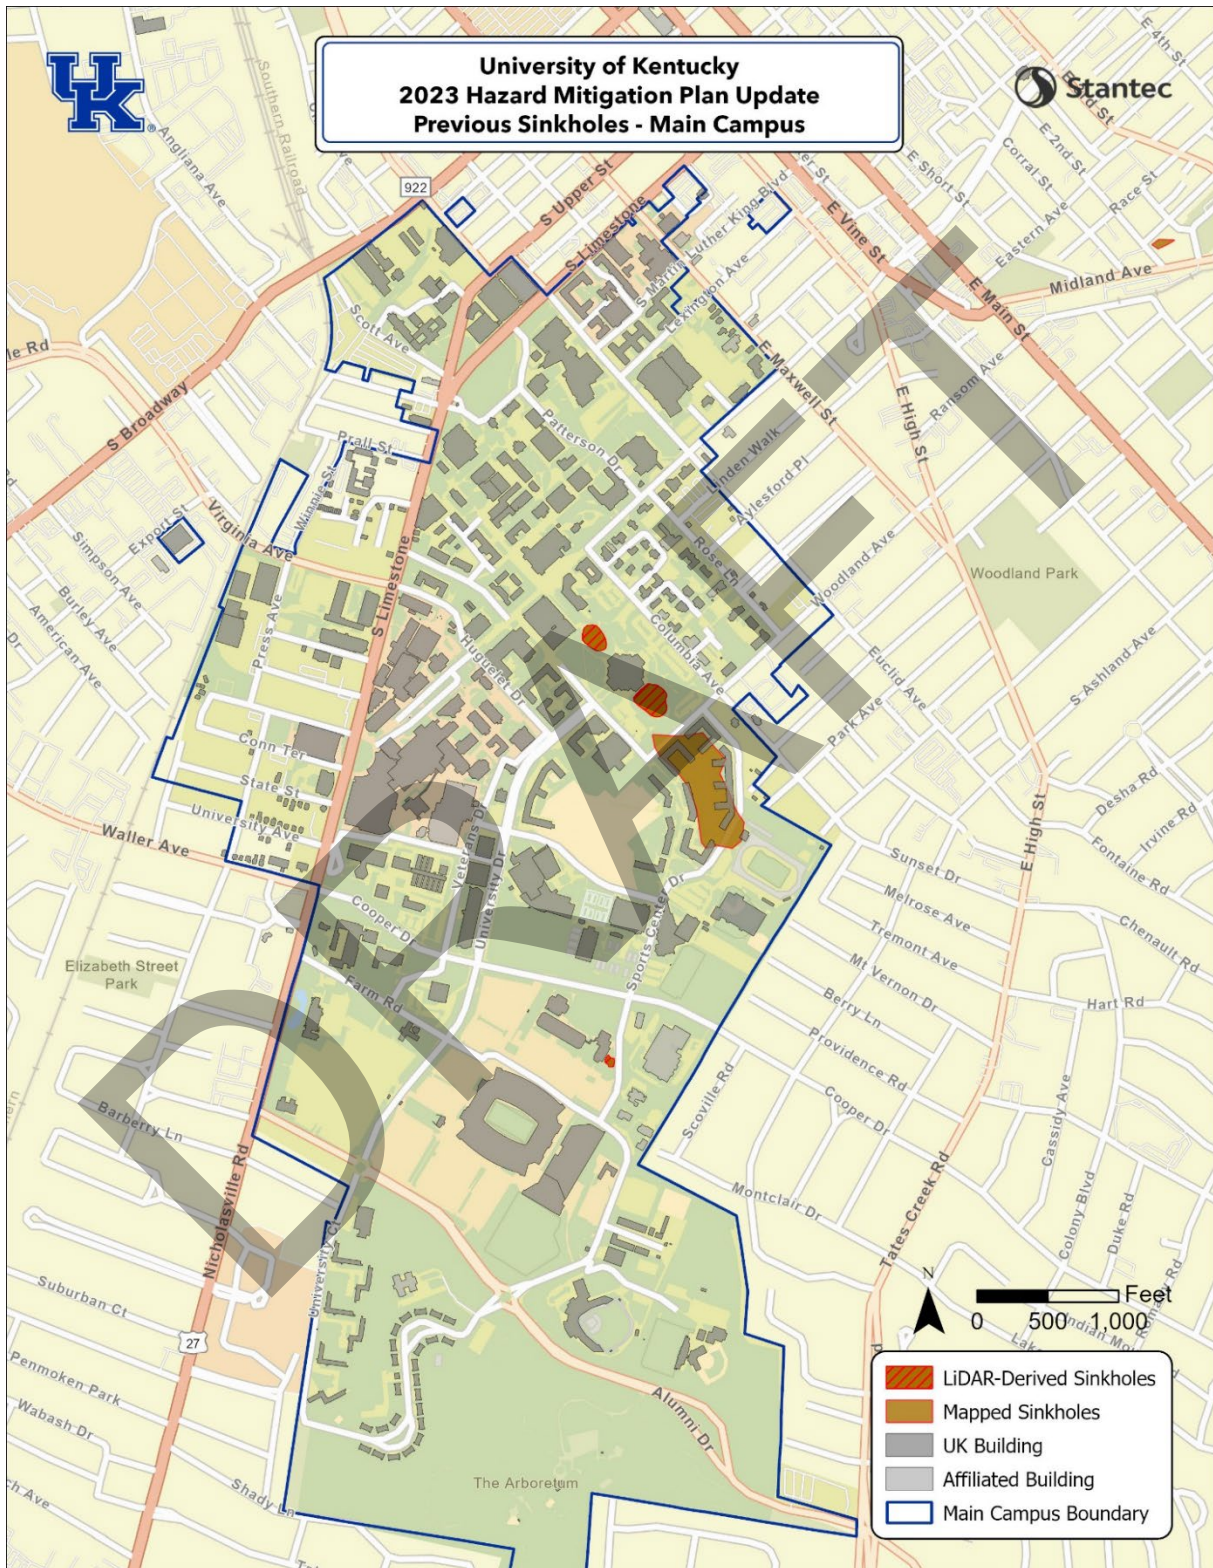 UK
University of Kentucky
2023 Hazard Mitigation Plan Update
Previous Sinkholes - Main Campus
Stantec
E 4th St
E 3rd St
E 2nd St
E Short St
Corral St
Race St
Eastern Ave
Midland Ave
E Main St
E Vine St
Angliana Ave
Southern Railroad
922
S Upper St
S Limestone
S Martin Luther King Blvd
Lexington Ave
E Maxwell St
E High St
Ransom Ave
Scott Ave
S Broadway
Prall St
Winnie St
Patterson Dr
Linden Walk
Aylesford Pl
Export St
Virginia Ave
Simpson Ave
Burley Ave
American Ave
Press Ave
S Limestone
Rose Ln
Woodland Ave
Woodland Park
Columbia Ave
Huguelet Dr
Euclid Ave
Park Ave
S Ashland Ave
Conn Ter
State St
University Ave
Waller Ave
Veterans Dr
University Dr
Cooper Dr
Sports Center Dr
Desha Rd
Irvine Rd
Fontaine Rd
E High St
Sunset Dr
Melrose Ave
Tremont Ave
Chenault Rd
Mt Vernon Dr
Hart Rd
Berry Ln
Providence Rd
Elizabeth Street
Park
Farm Rd
Scoville Rd
Cooper Dr
Cassidy Ave
Barberry Ln
Nicholasville Rd
Montclair Dr
Tates Creek Rd
Colony Blvd
Duke Rd
Romany Rd
University Ct
Suburban Ct
27
Penmoken Park
Wabash Dr
Shady Ln
Alumni Dr
The Arboretum
DRAFT
N
Feet
0 500 1,000
LiDAR-Derived Sinkholes
Mapped Sinkholes
UK Building
Affiliated Building
Main Campus Boundary